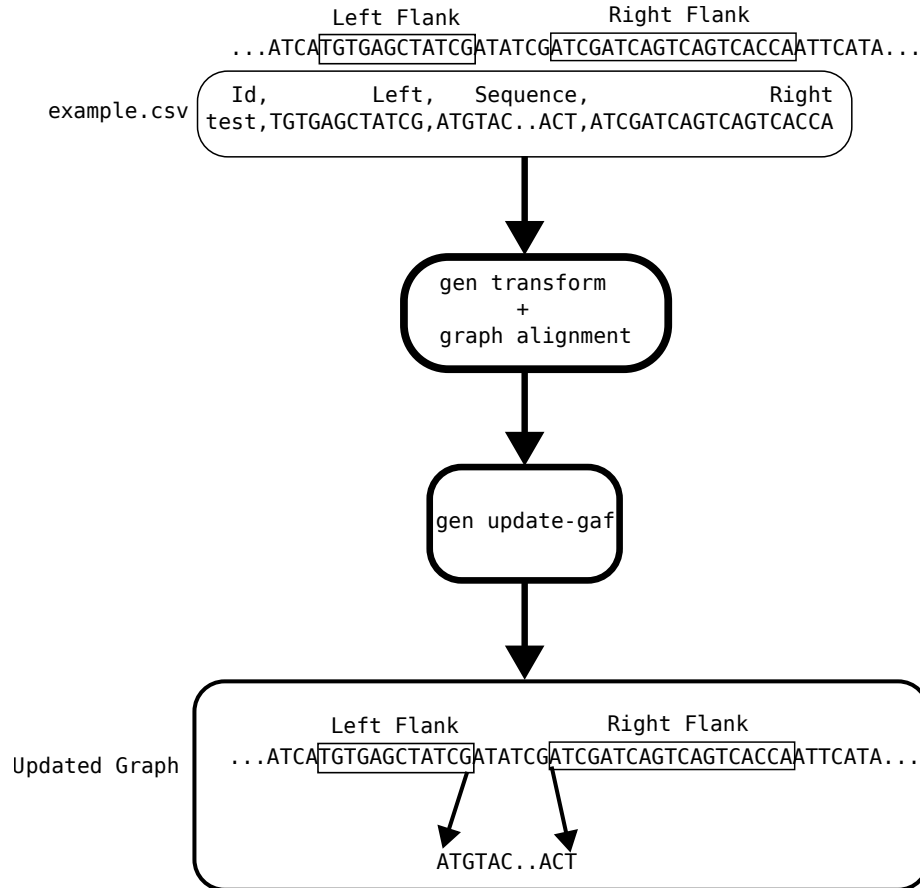 Left Flank Right Flank
...ATCATGTGAGCTATCGATATCGATCGATCAGTCAGTCACCAATTCATA...
example.csv
Id, Left, Sequence, Right
test,TGTGAGCTATCG,ATGTAC..ACT,ATCGATCAGTCAGTCACCA
gen transform
+
graph alignment
gen update-gaf
Updated Graph
Left Flank Right Flank
...ATCATGTGAGCTATCGATATCGATCGATCAGTCAGTCACCAATTCATA...
ATGTAC..ACT